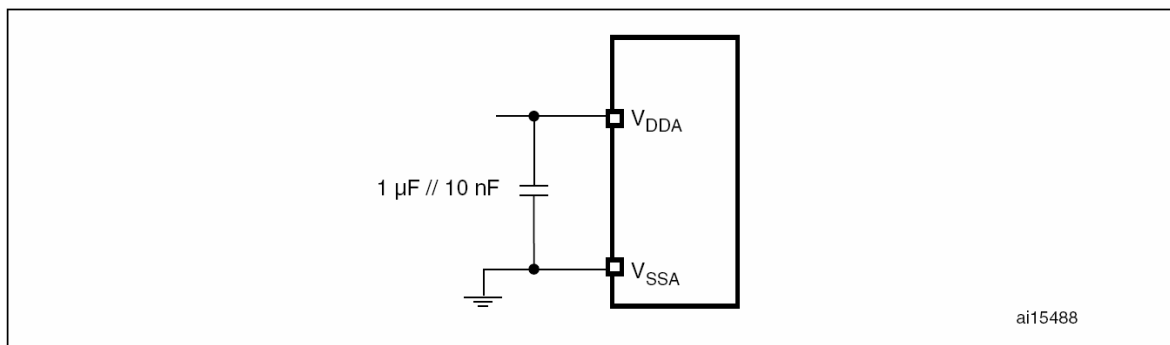 V_DDA
1 µF // 10 nF
V_SSA
ai15488